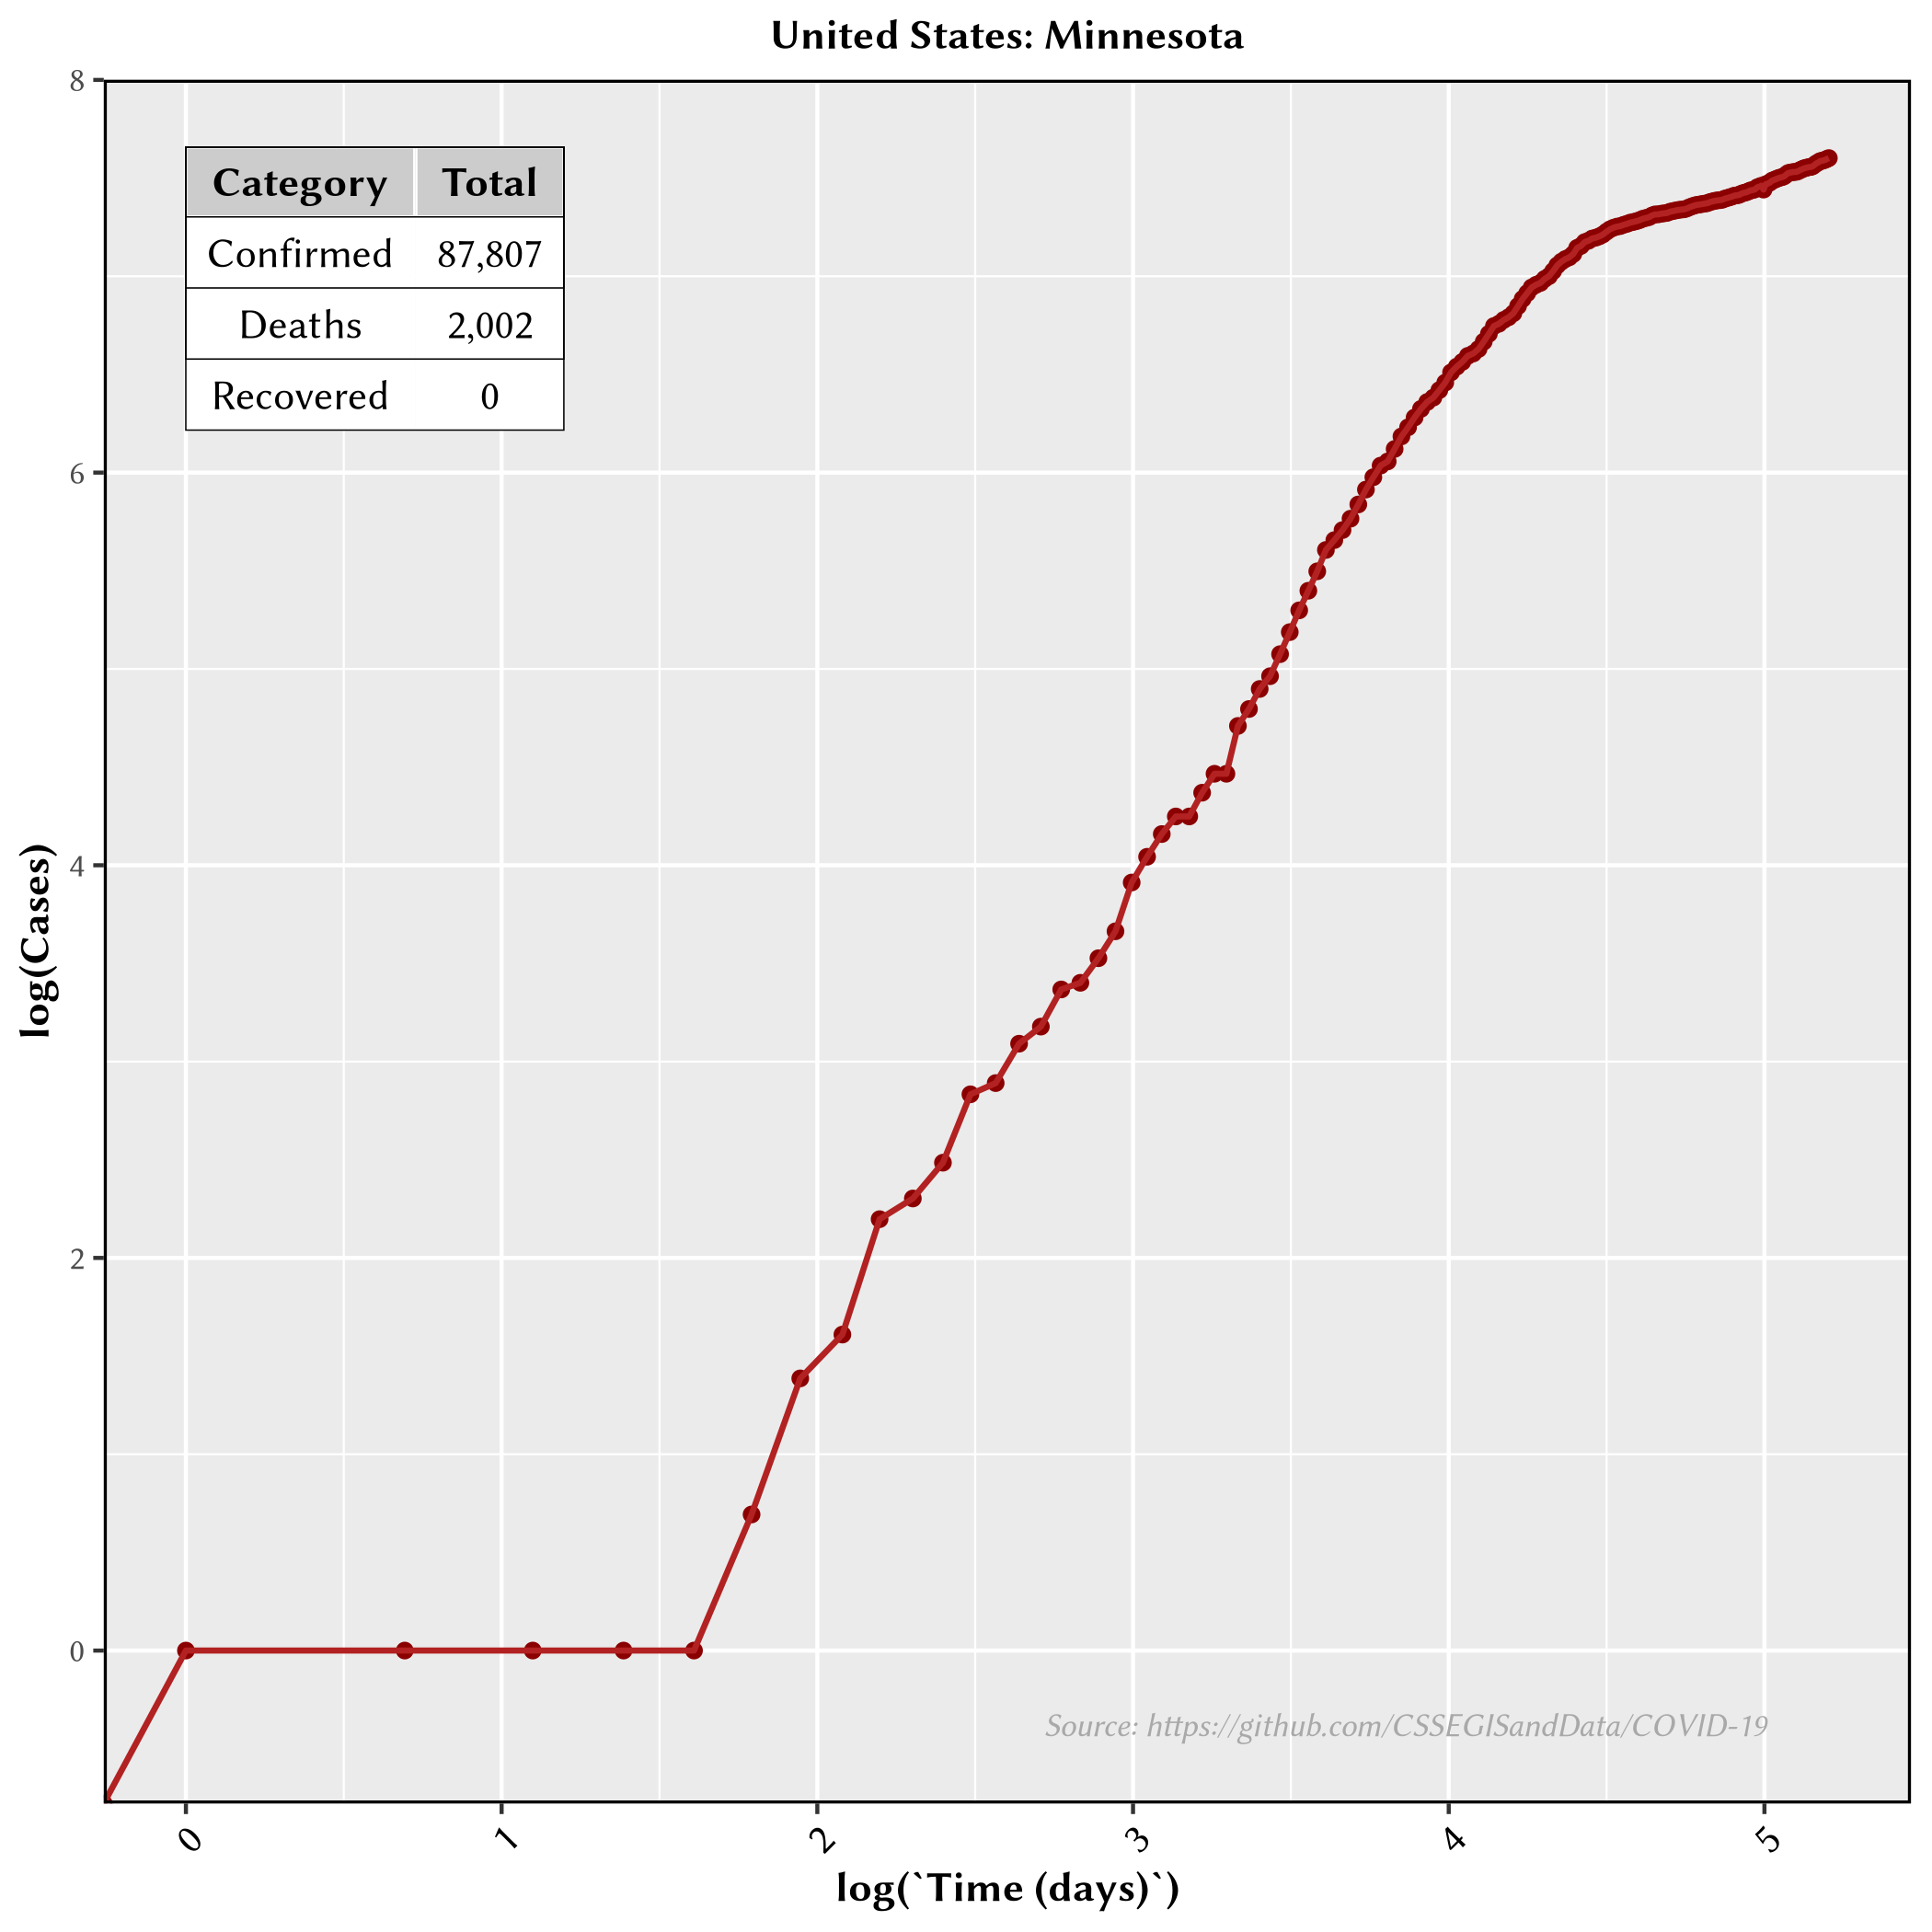 United States: Minnesota
8
6
4
2
0
Category Total
Confirmed 87,807
Deaths 2,002
Recovered 0
log(Cases)
Source: https://github.com/CSSEGISandData/COVID-19
0 1 2 3 4 5
log(`Time (days)`)